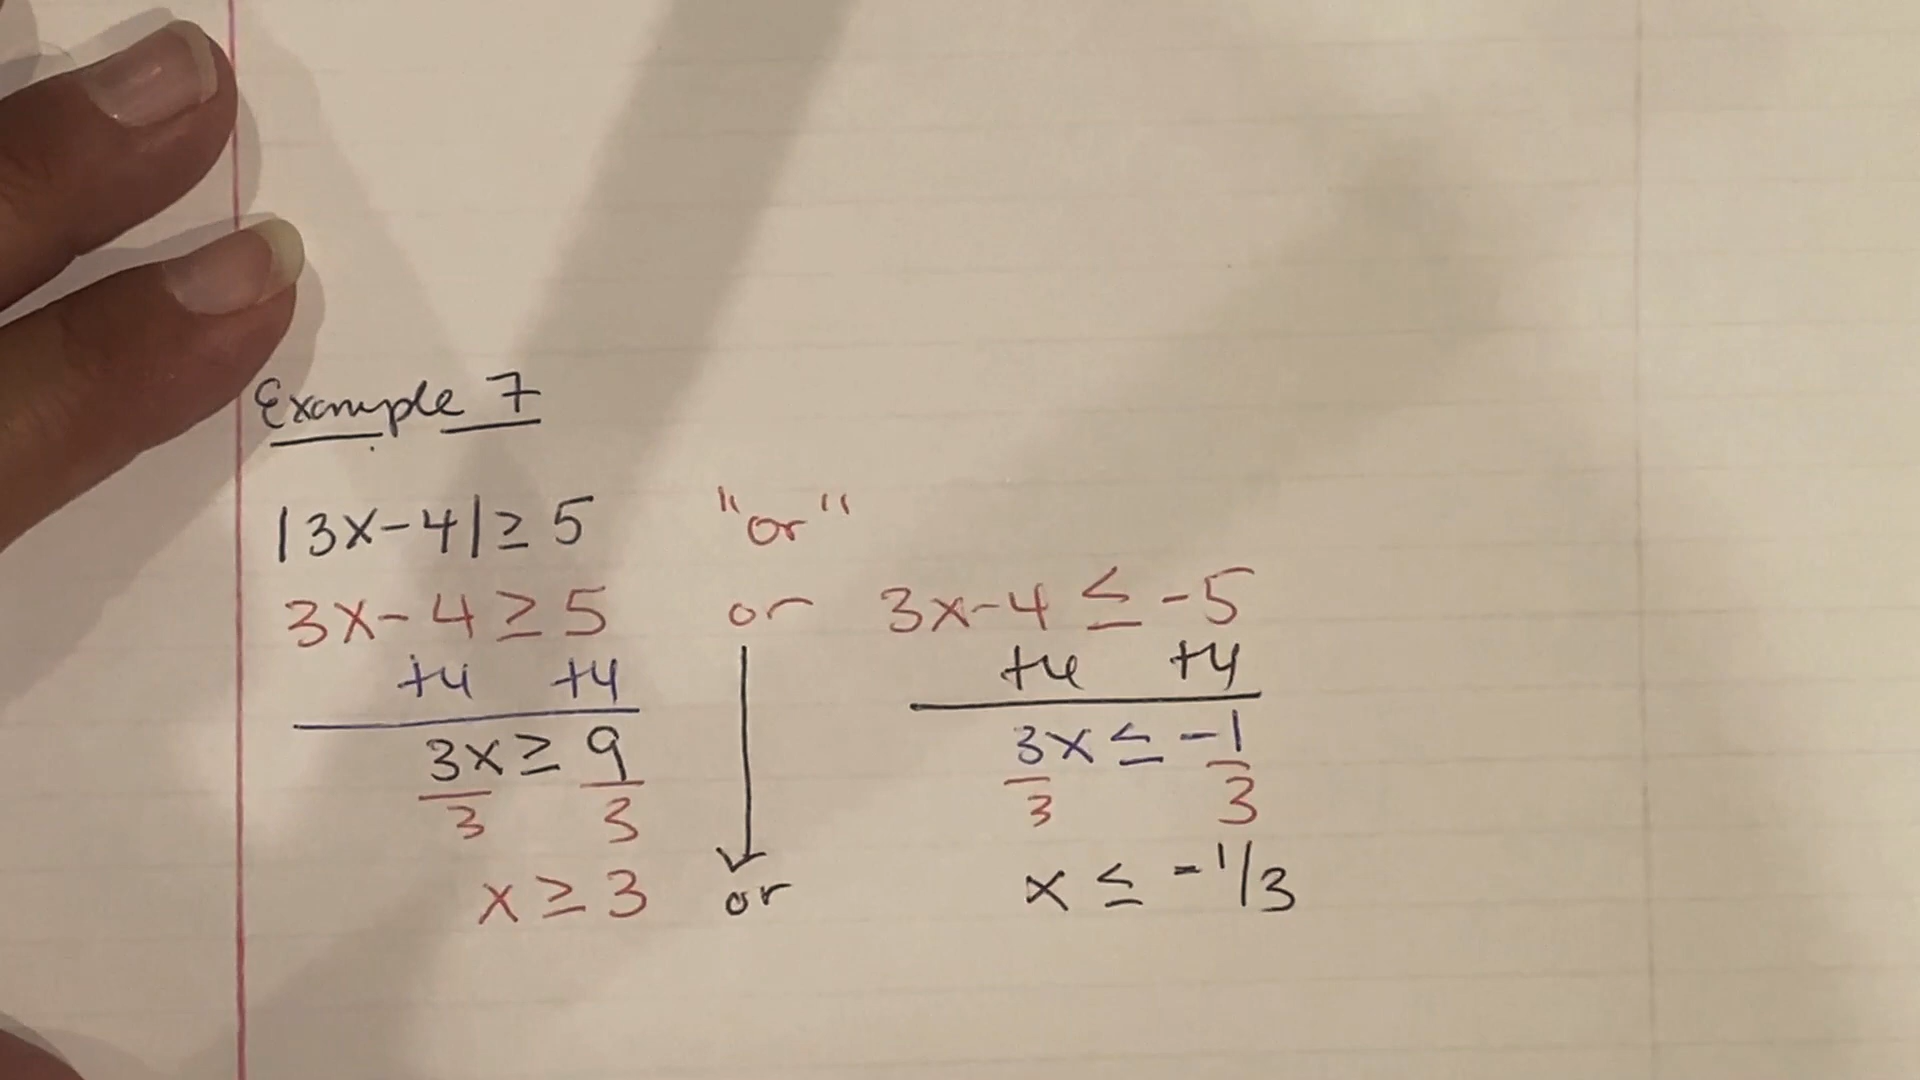 Example 7
|3x-4| ≥ 5 "or"
3x-4 ≥ 5 or 3x-4 ≤ -5
+4 +4 +4 +4
3x ≥ 9 3x ≤ -1
3 3 3 3
x ≥ 3 or x ≤ -1/3